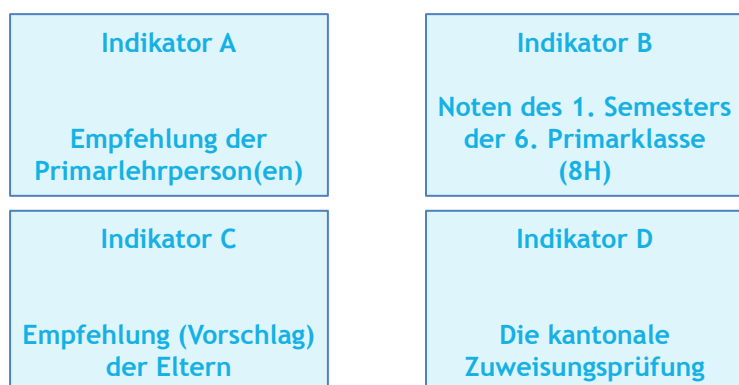 Indikator A
Empfehlung der
Primarlehrperson(en)
Indikator B
Noten des 1. Semesters
der 6. Primarklasse
(8H)
Indikator C
Empfehlung (Vorschlag)
der Eltern
Indikator D
Die kantonale
Zuweisungsprüfung